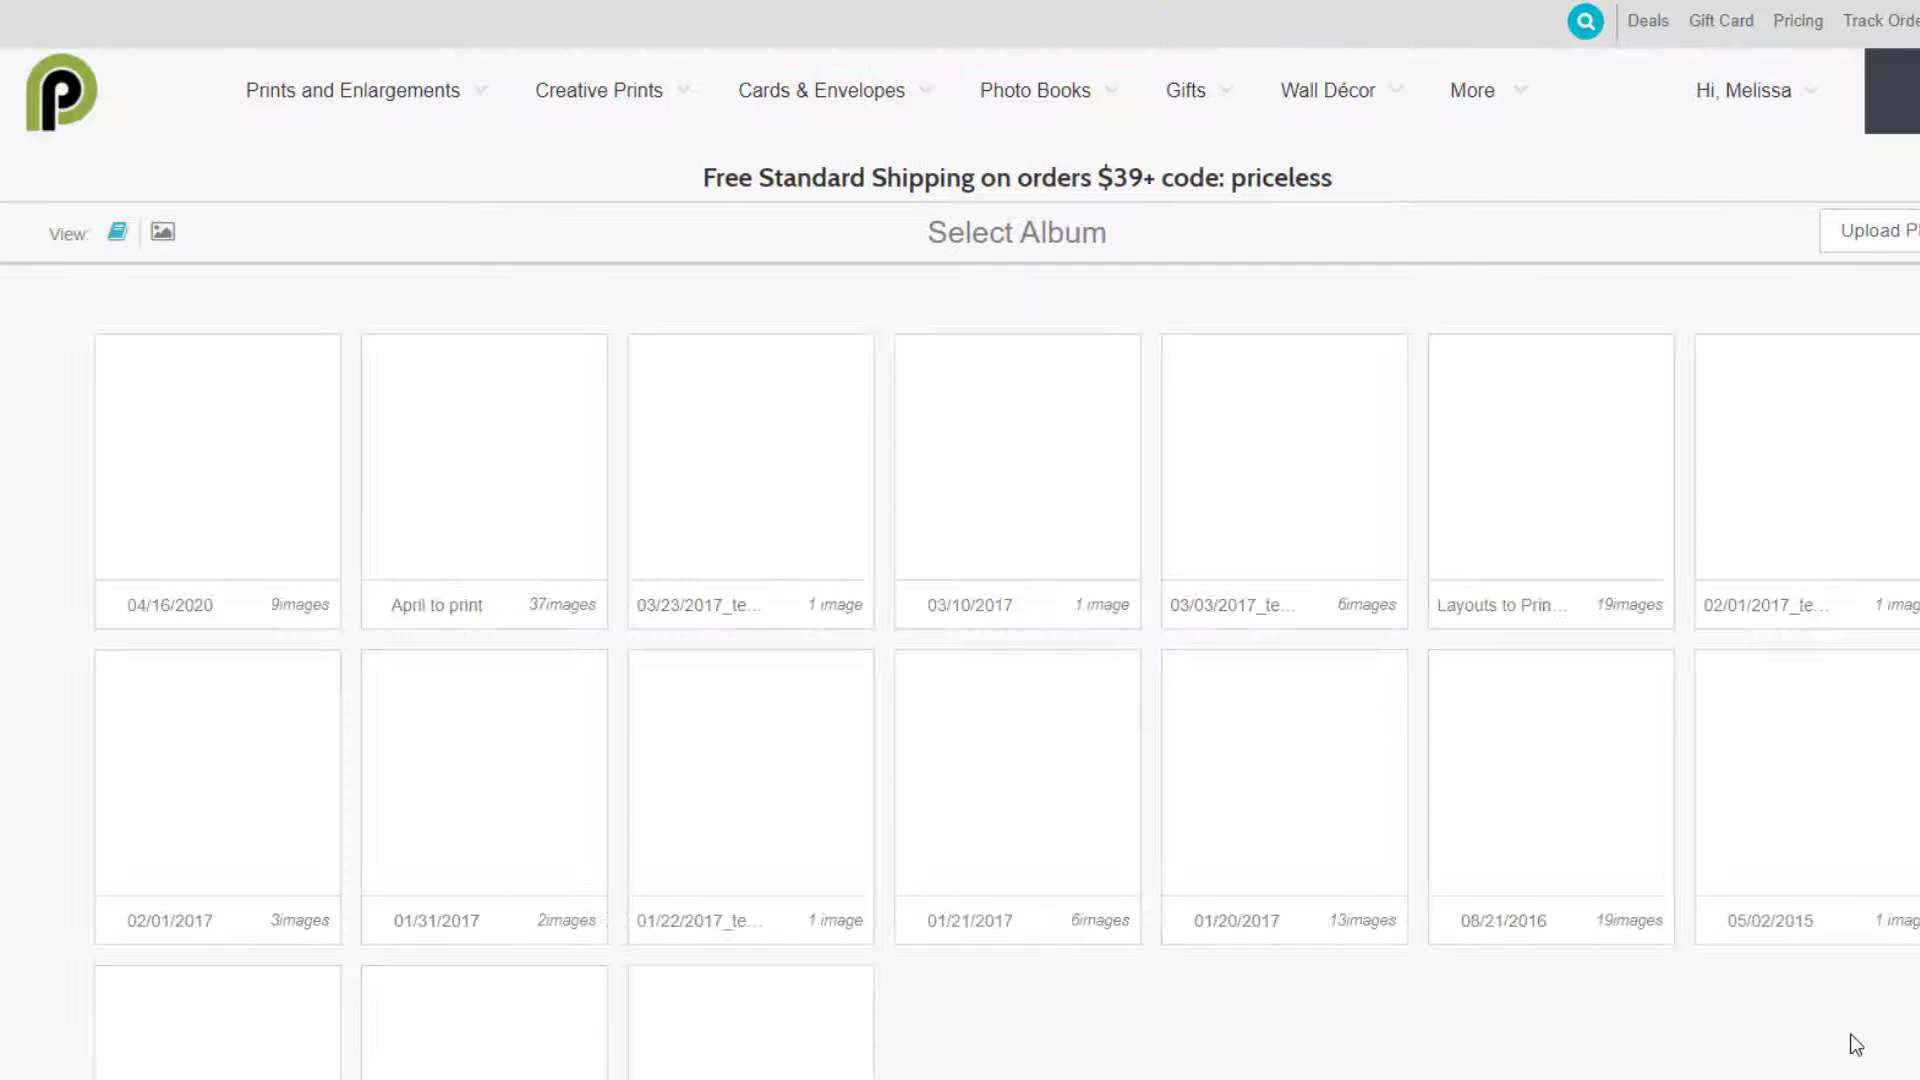 Deals Gift Card Pricing Track Orde
Prints and Enlargements Creative Prints Cards & Envelopes Photo Books Gifts Wall Décor More Hi, Melissa
Free Standard Shipping on orders $39+ code: priceless
View: Select Album Upload P
04/16/2020 9images April to print 37images 03/23/2017_te... 1 image 03/10/2017 1 image 03/03/2017_te... 6images Layouts to Prin... 19images 02/01/2017_te... 1 imag
02/01/2017 3images 01/31/2017 2images 01/22/2017_te... 1 image 01/21/2017 6images 01/20/2017 13images 08/21/2016 19images 05/02/2015 1 imag